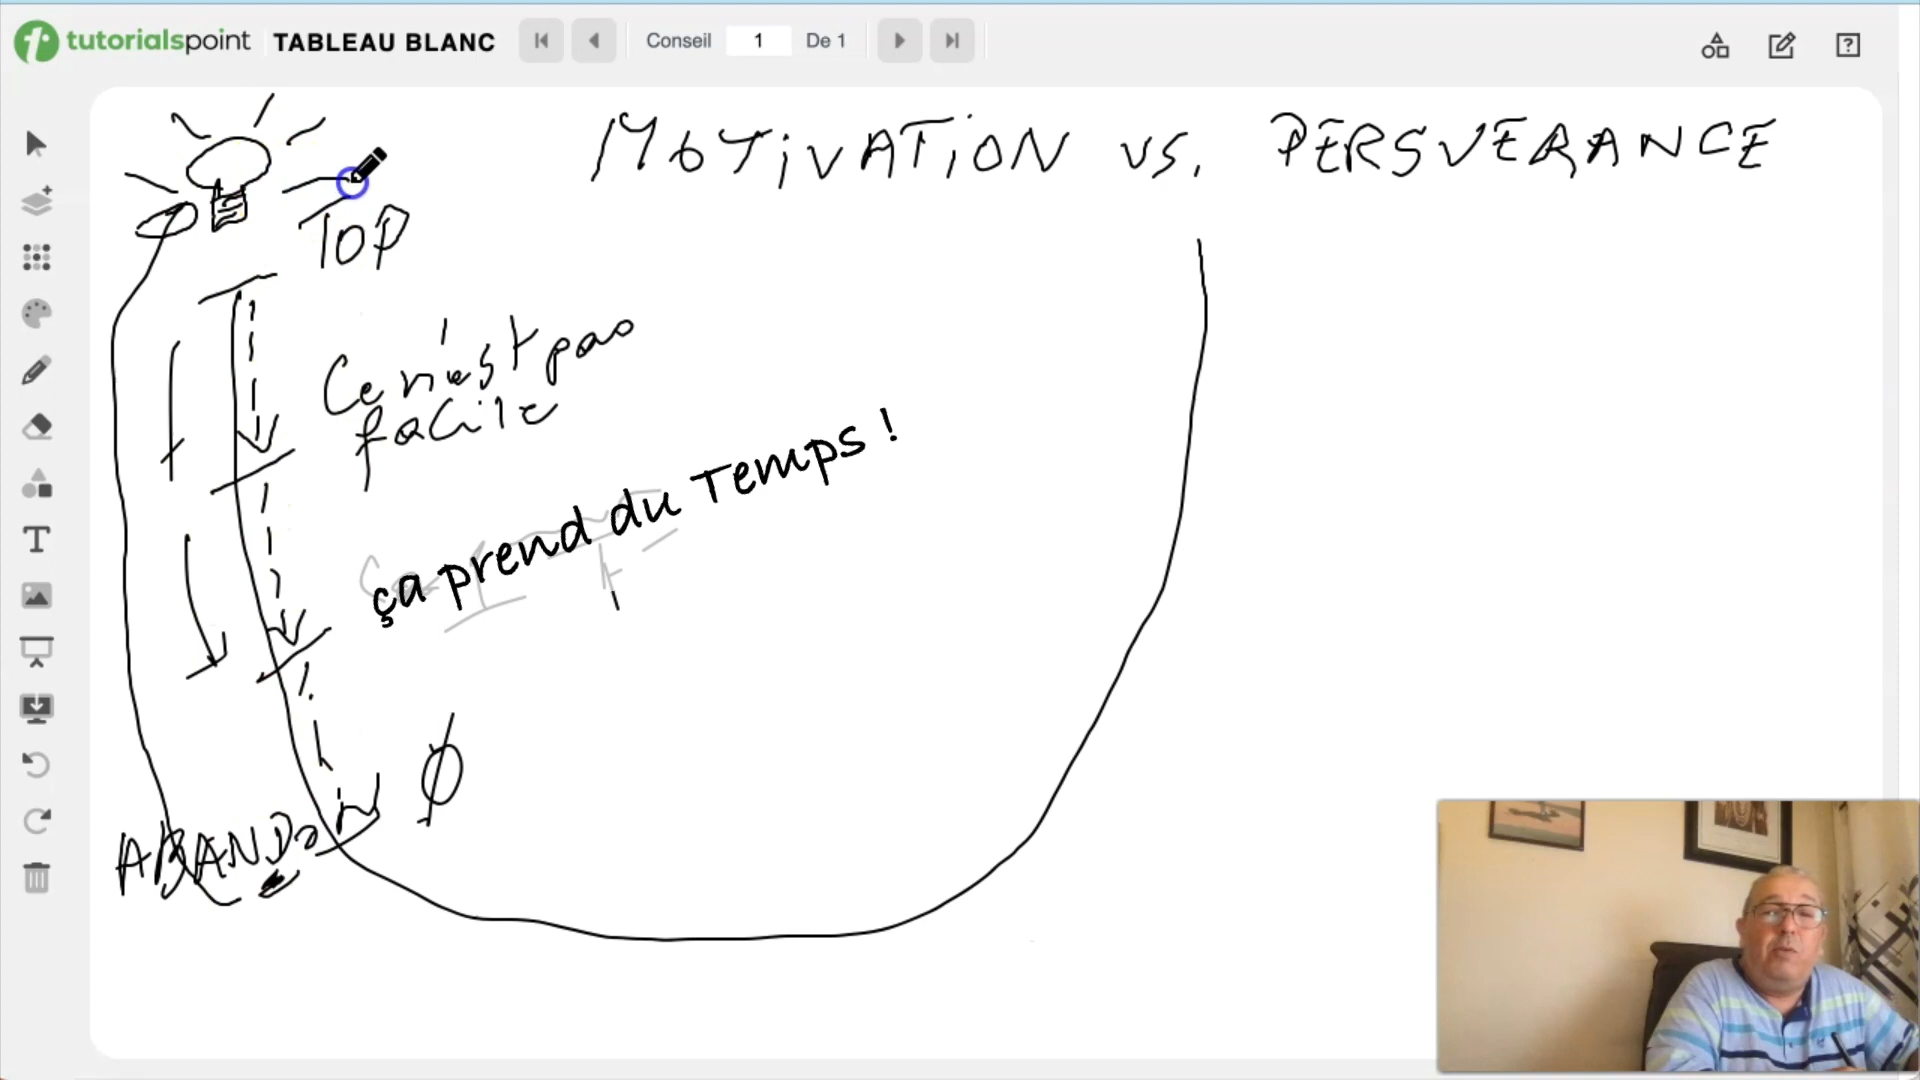 tutorialspoint TABLEAU BLANC Conseil 1 De 1
MOTIVATION VS. PERSVERANCE
TOP
Ce n'est pas
facile
ça prend du Temps !
Ø
ABANDON